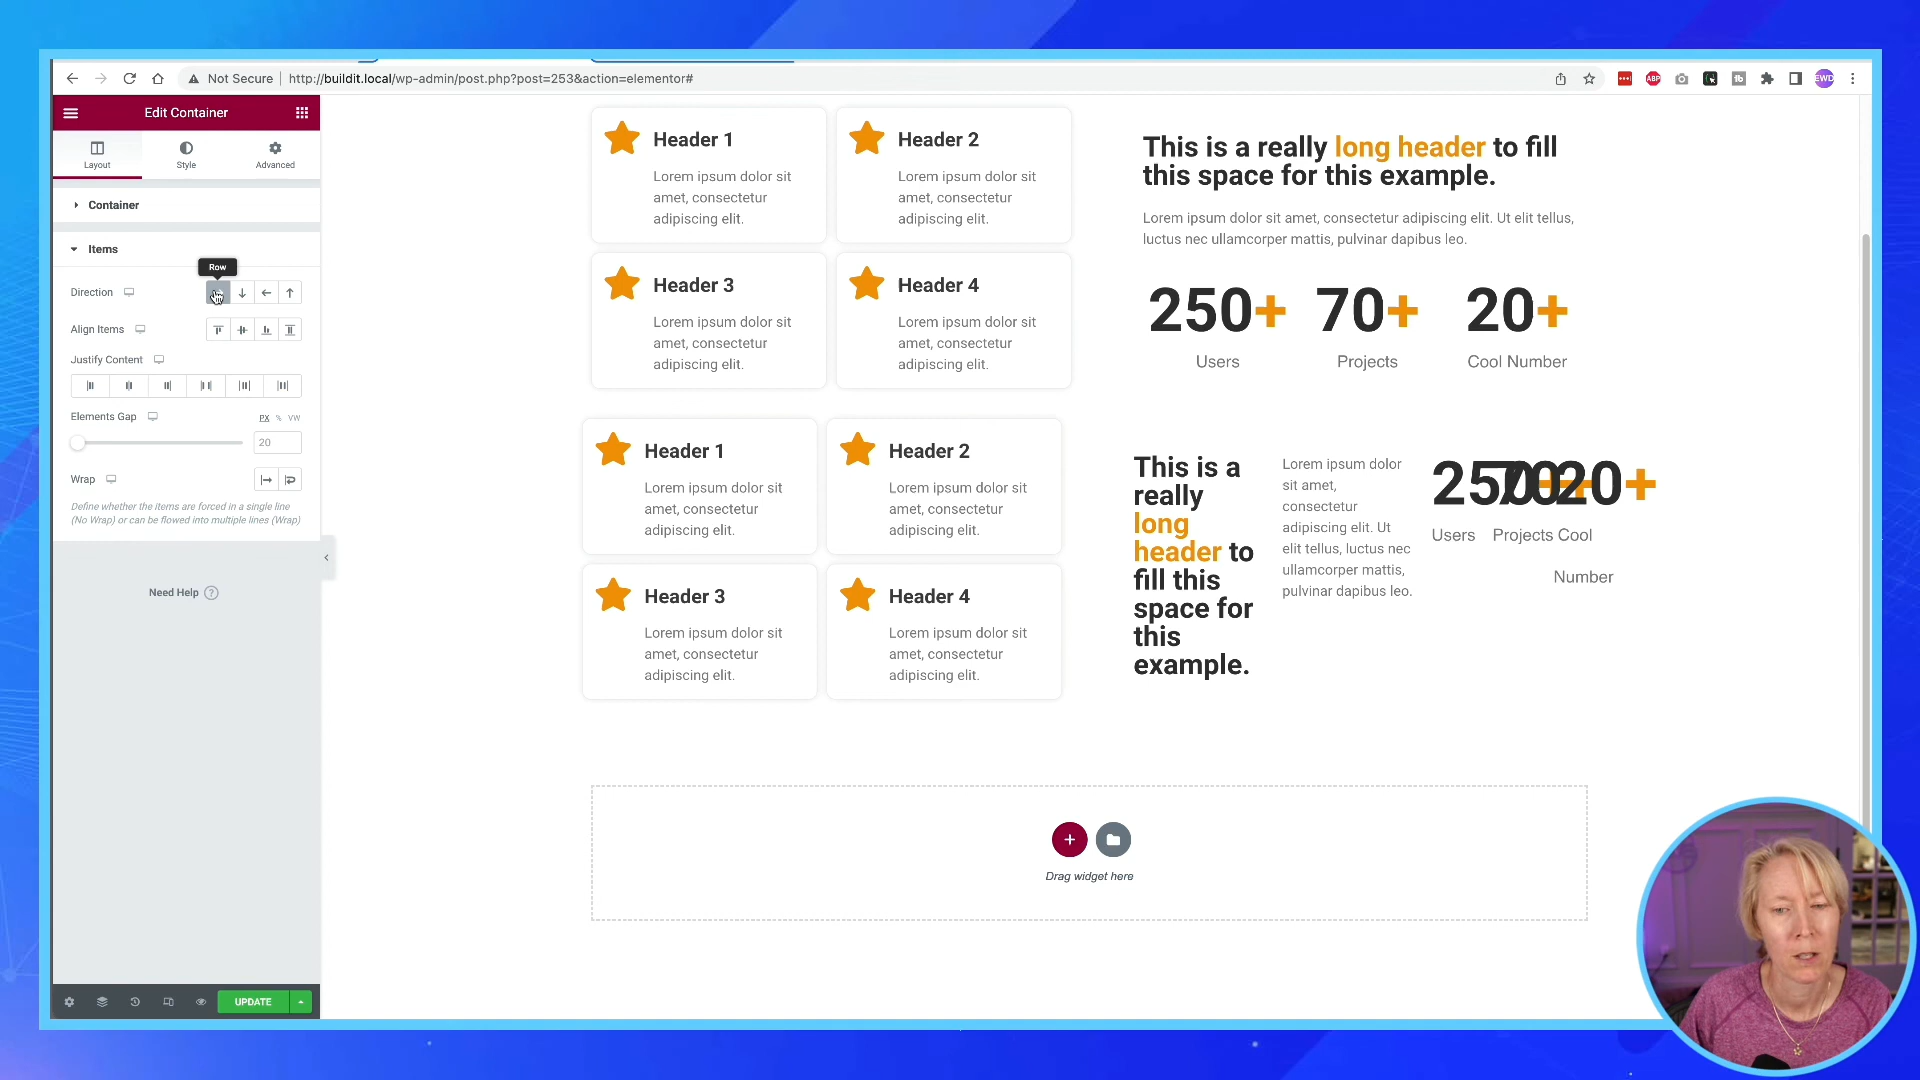 Not Secure
http://buildit.local/wp-admin/post.php?post=253&action=elementor#
ABP
EWD
Edit Container
Layout
Style
Advanced
Container
Items
Row
Direction
Align Items
Justify Content
Elements Gap
PX % VW
20
Wrap
Define whether the items are forced in a single line
(No Wrap) or can be flowed into multiple lines (Wrap)
Need Help ?
UPDATE
Header 1
Lorem ipsum dolor sit
amet, consectetur
adipiscing elit.
Header 2
Lorem ipsum dolor sit
amet, consectetur
adipiscing elit.
Header 3
Lorem ipsum dolor sit
amet, consectetur
adipiscing elit.
Header 4
Lorem ipsum dolor sit
amet, consectetur
adipiscing elit.
This is a really long header to fill
this space for this example.
Lorem ipsum dolor sit amet, consectetur adipiscing elit. Ut elit tellus,
luctus nec ullamcorper mattis, pulvinar dapibus leo.
250+
Users
70+
Projects
20+
Cool Number
Header 1
Lorem ipsum dolor sit
amet, consectetur
adipiscing elit.
Header 2
Lorem ipsum dolor sit
amet, consectetur
adipiscing elit.
Header 3
Lorem ipsum dolor sit
amet, consectetur
adipiscing elit.
Header 4
Lorem ipsum dolor sit
amet, consectetur
adipiscing elit.
This is a
really
long
header to
fill this
space for
this
example.
Lorem ipsum dolor
sit amet,
consectetur
adipiscing elit. Ut
elit tellus, luctus nec
ullamcorper mattis,
pulvinar dapibus leo.
250+
Users
70+
Projects
20+
Cool
Number
Drag widget here